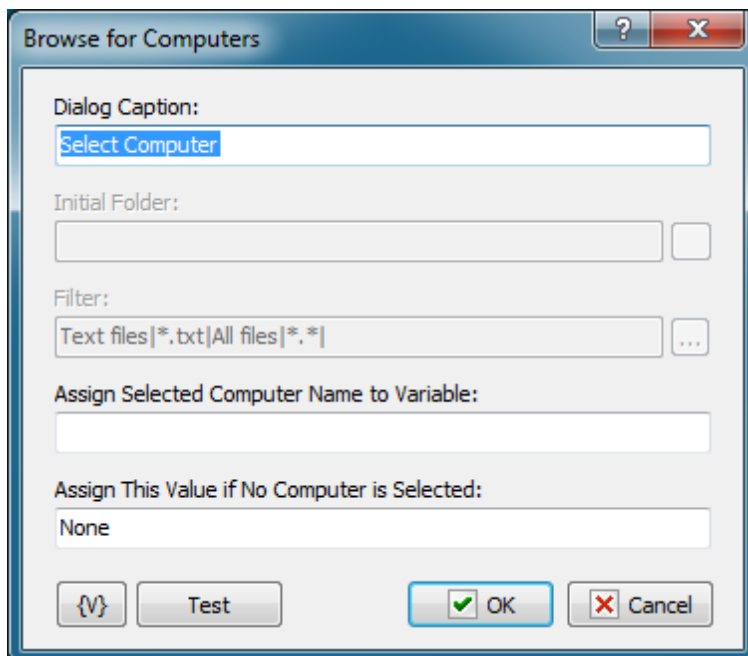 Browse for Computers
?
Dialog Caption:
Select Computer
Initial Folder:
Filter:
Text files|*.txt|All files|*.*|
...
Assign Selected Computer Name to Variable:
Assign This Value if No Computer is Selected:
None
{V} Test OK Cancel